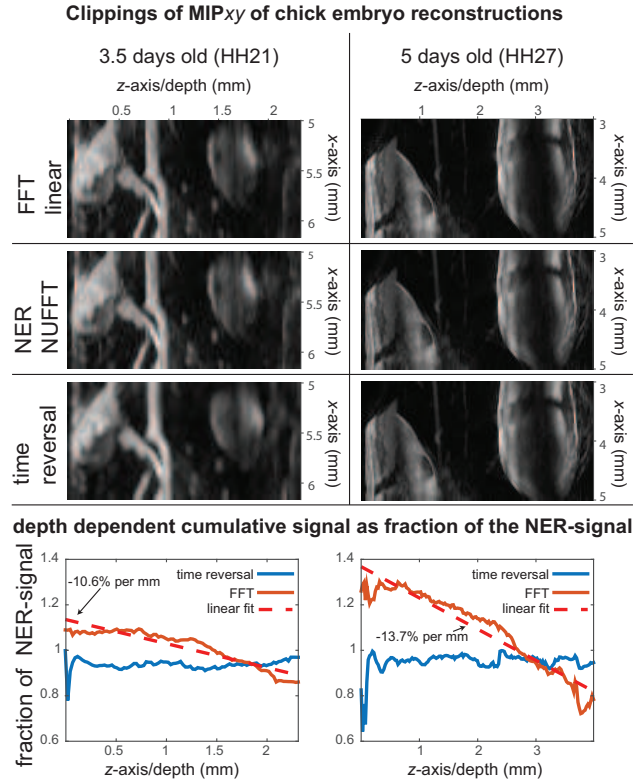 Clippings of MIPxy of chick embryo reconstructions
3.5 days old (HH21)
5 days old (HH27)
z-axis/depth (mm)
z-axis/depth (mm)
0.5 1 1.5 2
1 2 3
FFT
linear
5
5.5
6
x-axis (mm)
3
4
5
x-axis (mm)
NER
NUFFT
5
5.5
6
x-axis (mm)
3
4
5
x-axis (mm)
time
reversal
5
5.5
6
x-axis (mm)
3
4
5
x-axis (mm)
depth dependent cumulative signal as fraction of the NER-signal
fraction of NER-signal
1.4
1.2
1
0.8
0.6
-10.6% per mm
time reversal
FFT
linear fit
0.5 1 1.5 2
z-axis/depth (mm)
1.4
1.2
1
0.8
0.6
time reversal
FFT
linear fit
-13.7% per mm
0 1 2 3 4
z-axis/depth (mm)